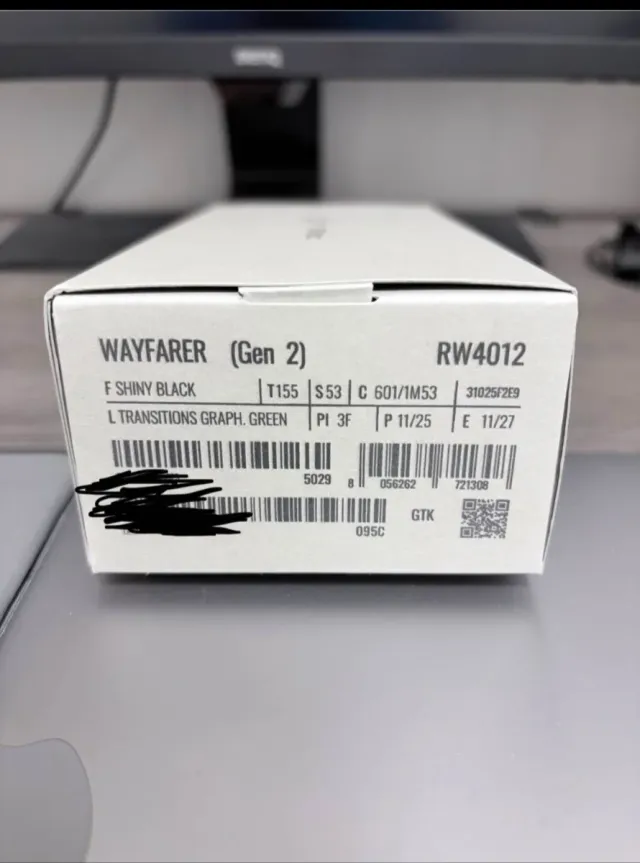 WAYFARER (Gen 2) RW4012
F SHINY BLACK T155 S 53 C 601/1M53 31025F2E9
L TRANSITIONS GRAPH. GREEN PI 3F P 11/25 E 11/27
5029 8 056262 721308
095C GTK